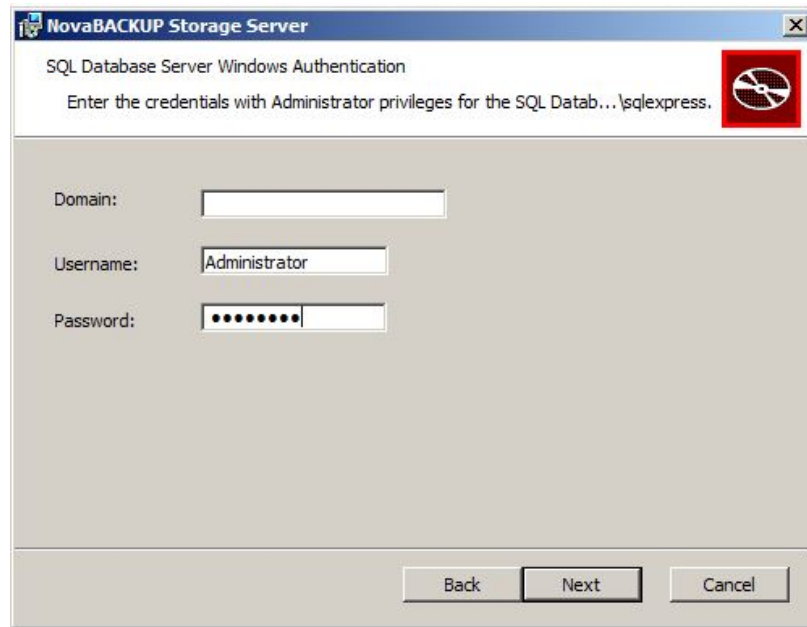 NovaBACKUP Storage Server
SQL Database Server Windows Authentication
Enter the credentials with Administrator privileges for the SQL Datab...\sqlexpress.
Domain:
Username: Administrator
Password: ●●●●●●●●
Back Next Cancel